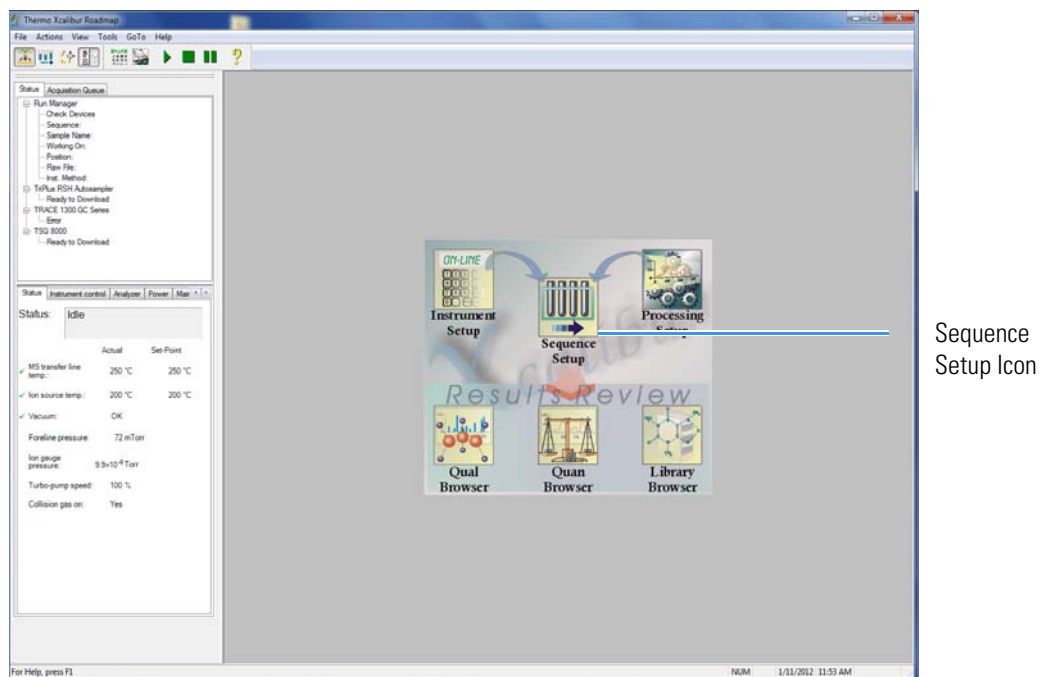 Thermo Xcalibur Roadmap
File Actions View Tools GoTo Help
Status Acquisition Queue
Run Manager
Check Devices
Sequence:
Sample Name:
Working On:
Position:
Raw File:
Inst. Method:
TriPlus RSH Autosampler
Ready to Download
TRACE 1300 GC Series
Error
TSQ 8000
Ready to Download
Status Instrument control Analyzer Power
Status: Idle
Actual Set-Point
MS transfer line temp.: 250 °C 250 °C
Ion source temp.: 200 °C 200 °C
Vacuum: OK
Foreline pressure: 72 mTorr
Ion gauge pressure:
Turbo-pump speed: 100 %
Collision gas on: Yes
ON-LINE
Instrument Setup
Sequence Setup
Processing Setup
Results Review
Qual Browser
Quan Browser
Library Browser
Sequence
Setup Icon
For Help, press F1
NUM 1/11/2012 11:53 AM